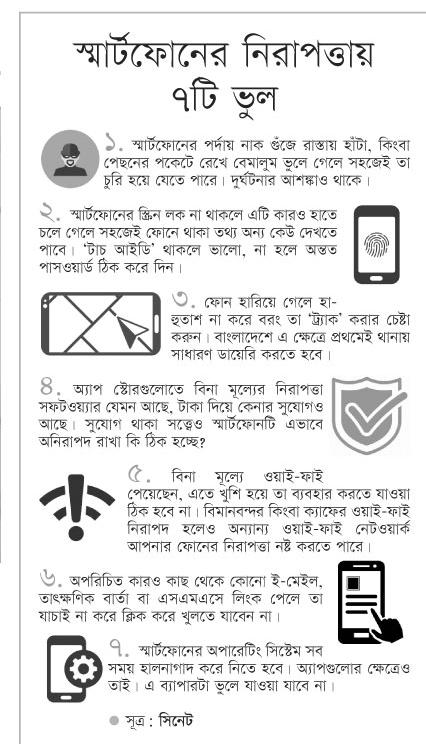 স্মার্টফোনের নিরাপত্তায়
৭টি ভুল
১. স্মার্টফোনের পর্দায় নাক গুঁজে রাস্তায় হাঁটা, কিংবা
পেছনের পকেটে রেখে বেমালুম ভুলে গেলে সহজেই তা
চুরি হয়ে যেতে পারে। দুর্ঘটনার আশঙ্কাও থাকে।
২. স্মার্টফোনের স্ক্রিন লক না থাকলে এটি কারও হাতে
চলে গেলে সহজেই ফোনে থাকা তথ্য অন্য কেউ দেখতে
পাবে। ‘টাচ আইডি’ থাকলে ভালো, না হলে অন্তত
পাসওয়ার্ড ঠিক করে দিন।
৩. ফোন হারিয়ে গেলে হা-
হুতাশ না করে বরং তা ‘ট্র্যাক’ করার চেষ্টা
করুন। বাংলাদেশে এ ক্ষেত্রে প্রথমেই থানায়
সাধারণ ডায়েরি করতে হবে।
৪. অ্যাপ স্টোরগুলোতে বিনা মূল্যের নিরাপত্তা
সফটওয়্যার যেমন আছে, টাকা দিয়ে কেনার সুযোগও
আছে। সুযোগ থাকা সত্ত্বেও স্মার্টফোনটি এভাবে
অনিরাপদ রাখা কি ঠিক হচ্ছে?
৫. বিনা মূল্যে ওয়াই-ফাই
পেয়েছেন, এতে খুশি হয়ে তা ব্যবহার করতে যাওয়া
ঠিক হবে না। বিমানবন্দর কিংবা ক্যাফের ওয়াই-ফাই
নিরাপদ হলেও অন্যান্য ওয়াই-ফাই নেটওয়ার্ক
আপনার ফোনের নিরাপত্তা নষ্ট করতে পারে।
৬. অপরিচিত কারও কাছ থেকে কোনো ই-মেইল,
তাৎক্ষণিক বার্তা বা এসএমএসে লিংক পেলে তা
যাচাই না করে ক্লিক করে খুলতে যাবেন না।
৭. স্মার্টফোনের অপারেটিং সিস্টেম সব
সময় হালনাগাদ করে নিতে হবে। অ্যাপগুলোর ক্ষেত্রেও
তাই। এ ব্যাপারটা ভুলে যাওয়া যাবে না।
● সূত্র : সিনেট